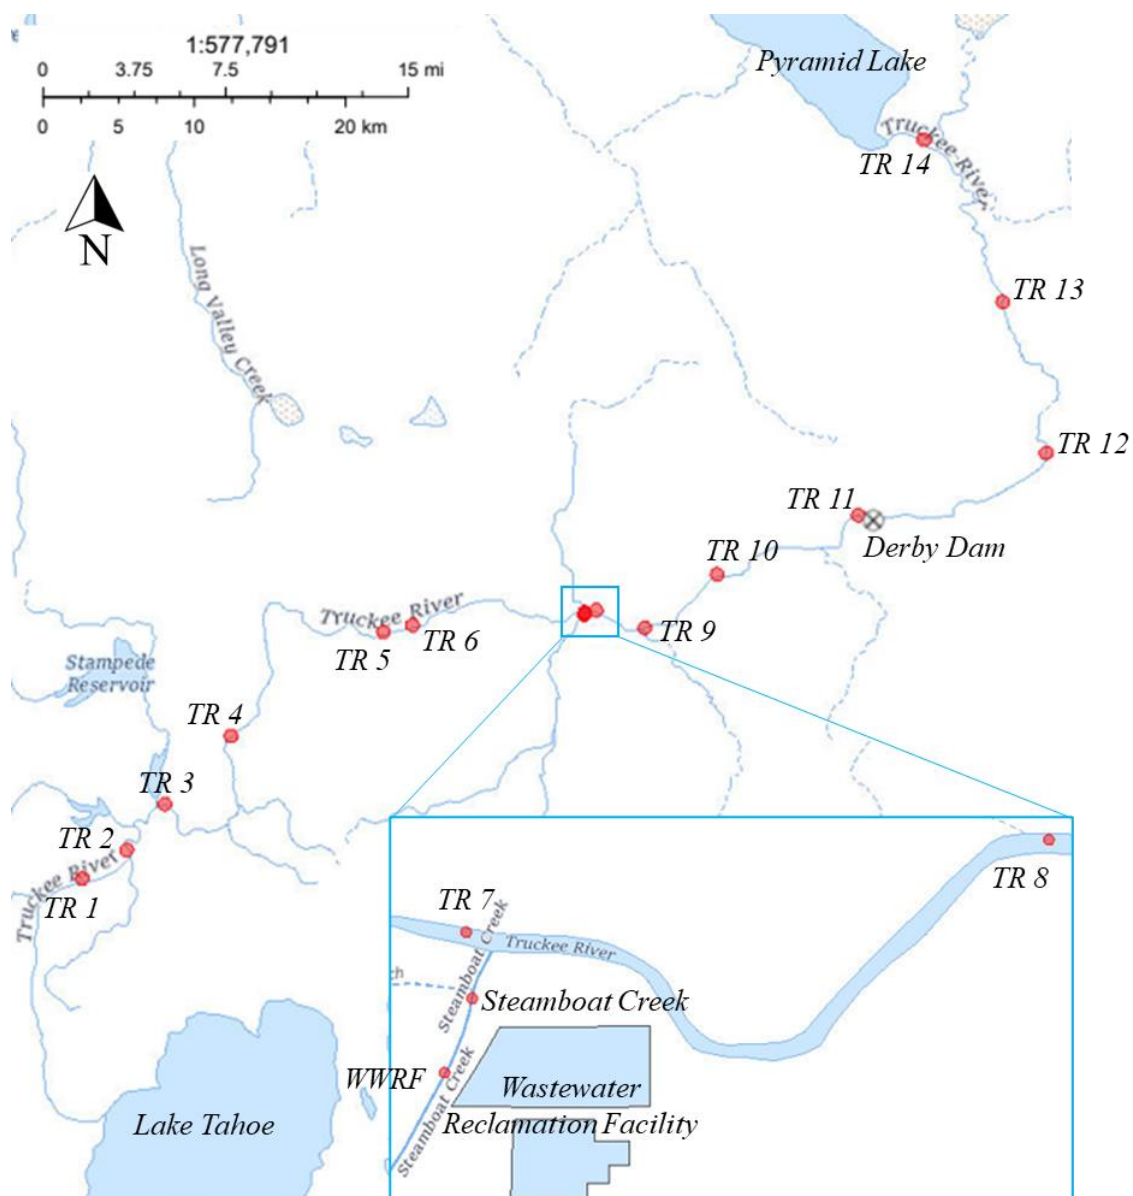 1:577,791
0 3.75 7.5 15 mi
0 5 10 20 km
N
Pyramid Lake
Truckee River
TR 14
Long Valley Creek
TR 13
TR 12
TR 11
Derby Dam
TR 10
Truckee River
TR 9
TR 5
TR 6
Stampede
Reservoir
TR 4
TR 3
TR 2
Truckee River
TR 1
TR 8
TR 7
Truckee River
Steamboat Creek
ch
Steamboat Creek
WWRF
Steamboat Creek
Wastewater
Reclamation Facility
Lake Tahoe